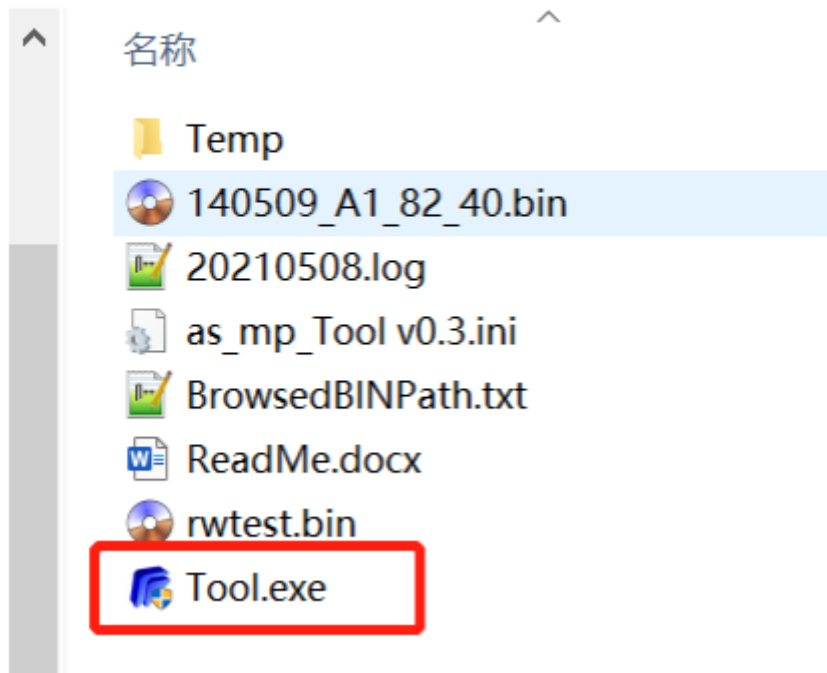 名称
Temp
140509_A1_82_40.bin
20210508.log
as_mp_Tool v0.3.ini
BrowsedBINPath.txt
ReadMe.docx
rwtest.bin
Tool.exe